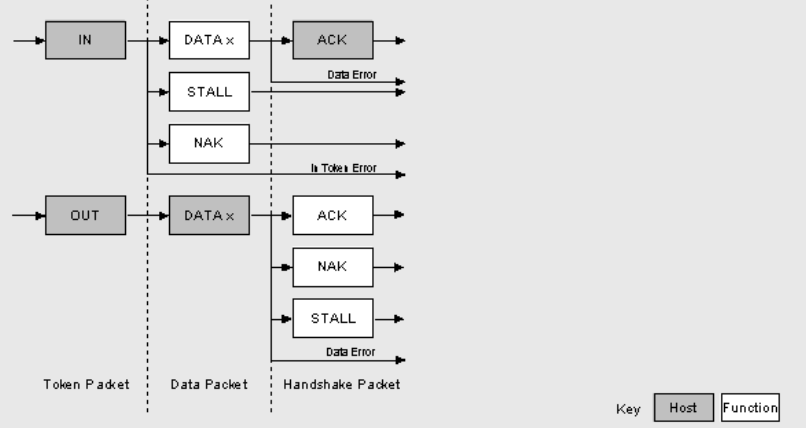 IN
DATA x
ACK
Data Error
STALL
NAK
In Token Error
OUT
DATA x
ACK
NAK
STALL
Data Error
Token Packet
Data Packet
Handshake Packet
Key
Host
Function